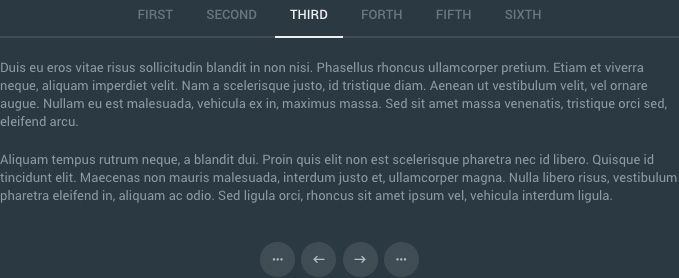 FIRST SECOND THIRD FORTH FIFTH SIXTH
Duis eu eros vitae risus sollicitudin blandit in non nisi. Phasellus rhoncus ullamcorper pretium. Etiam et viverra
neque, aliquam imperdiet velit. Nam a scelerisque justo, id tristique diam. Aenean ut vestibulum velit, vel ornare
augue. Nullam eu est malesuada, vehicula ex in, maximus massa. Sed sit amet massa venenatis, tristique orci sed,
eleifend arcu.
Aliquam tempus rutrum neque, a blandit dui. Proin quis elit non est scelerisque pharetra nec id libero. Quisque id
tincidunt elit. Maecenas non mauris malesuada, interdum justo et, ullamcorper magna. Nulla libero risus, vestibulum
pharetra eleifend in, aliquam ac odio. Sed ligula orci, rhoncus sit amet ipsum vel, vehicula interdum ligula.